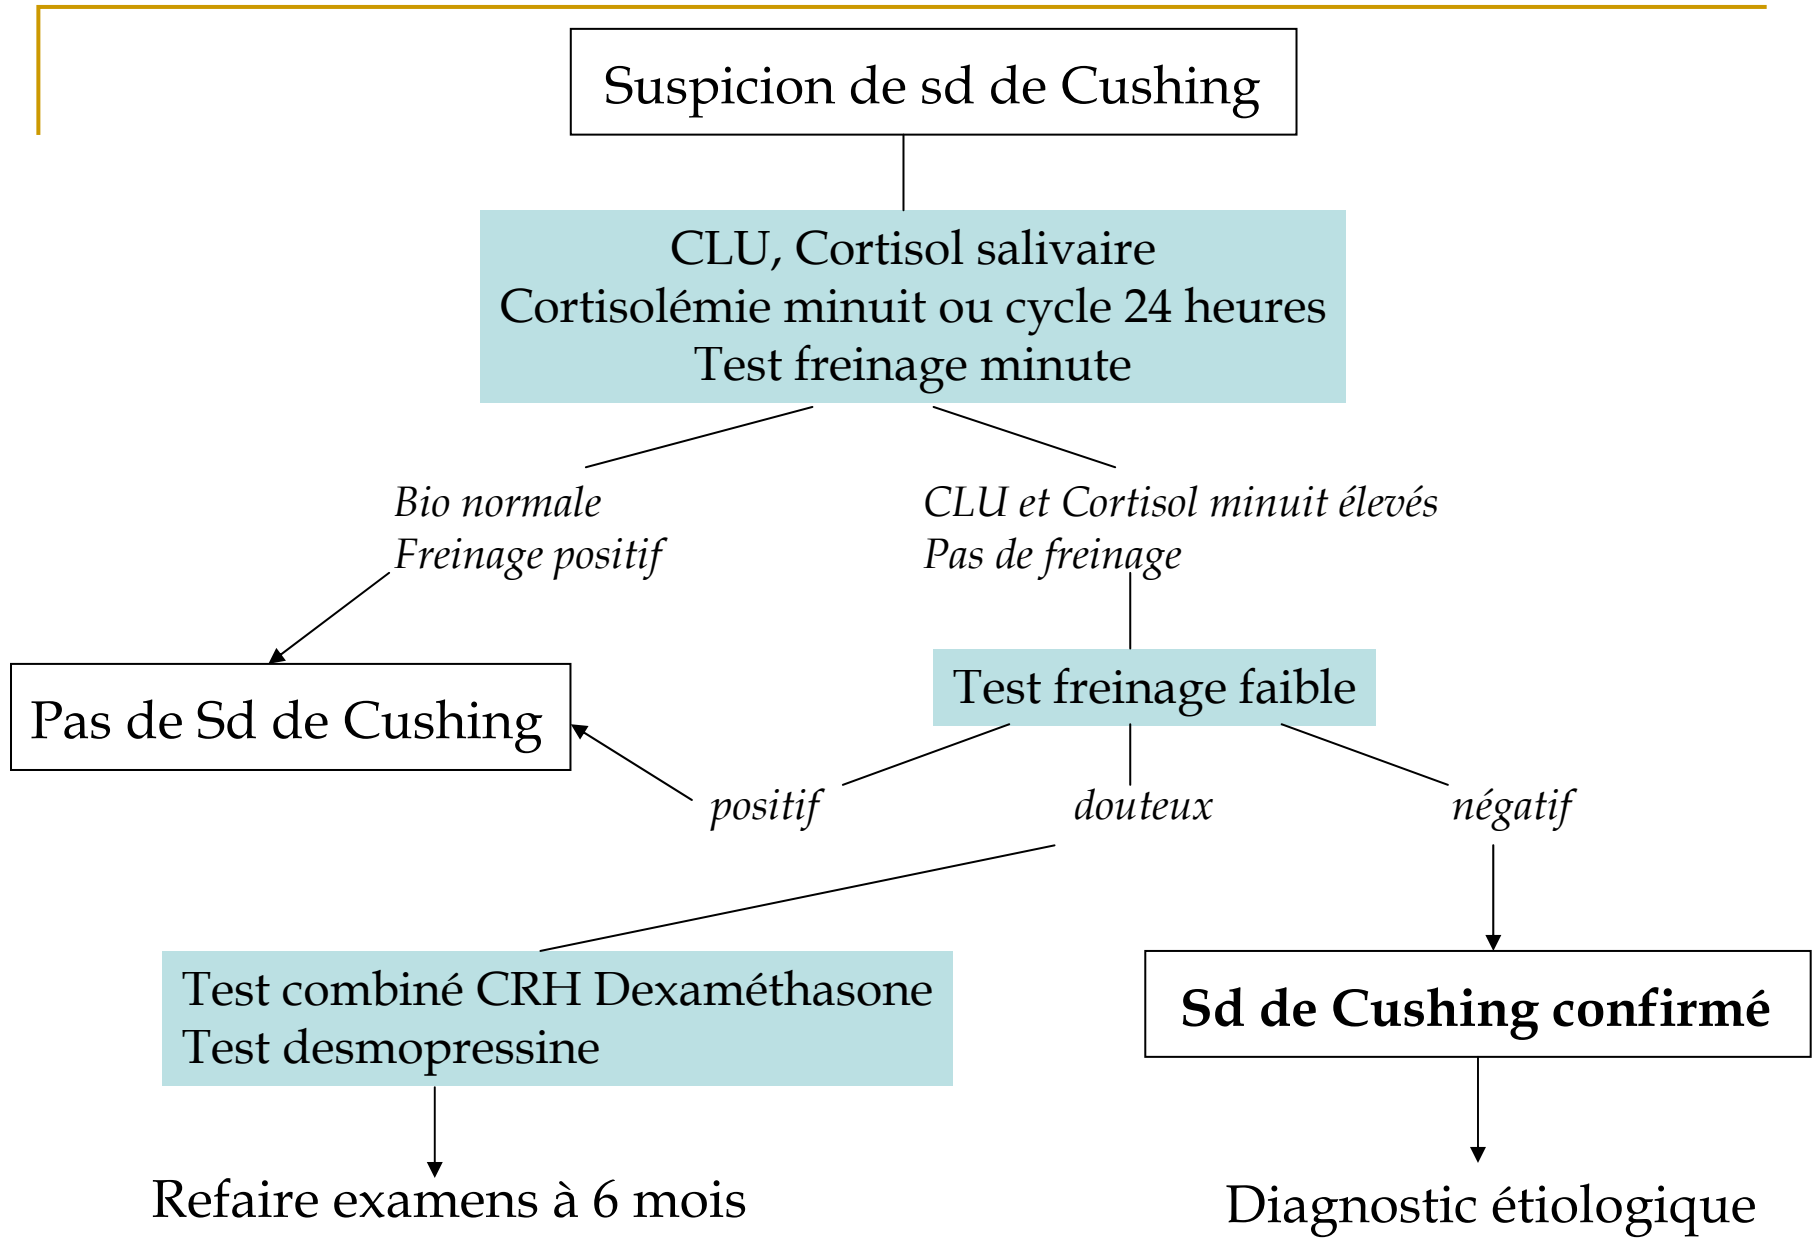 Suspicion de sd de Cushing
CLU, Cortisol salivaire
Cortisolémie minuit ou cycle 24 heures
Test freinage minute
Bio normale
Freinage positif
CLU et Cortisol minuit élevés
Pas de freinage
Pas de Sd de Cushing
Test freinage faible
positif
douteux
négatif
Test combiné CRH Dexaméthasone
Test desmopressine
Sd de Cushing confirmé
Refaire examens à 6 mois
Diagnostic étiologique